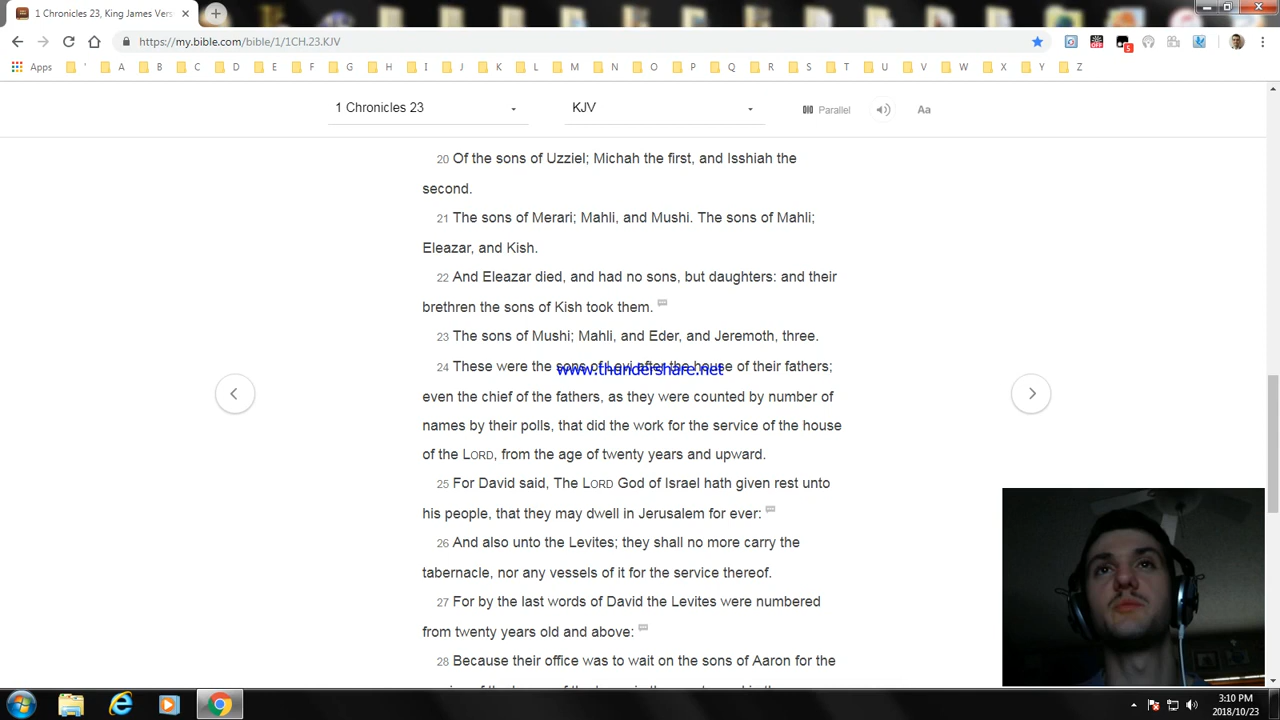 1 Chronicles 23, King James Vers
https://my.bible.com/bible/1/1CH.23.KJV
5
Apps ' A B C D E F G H I J K L M N O P Q R S T U V W X Y Z
1 Chronicles 23 KJV Parallel Aa
20 Of the sons of Uzziel; Michah the first, and Isshiah the
second.
21 The sons of Merari; Mahli, and Mushi. The sons of Mahli;
Eleazar, and Kish.
22 And Eleazar died, and had no sons, but daughters: and their
brethren the sons of Kish took them.
23 The sons of Mushi; Mahli, and Eder, and Jeremoth, three.
24 These were the sons of Levi after the house of their fathers;
www.thundershare.net
even the chief of the fathers, as they were counted by number of
names by their polls, that did the work for the service of the house
of the LORD, from the age of twenty years and upward.
25 For David said, The LORD God of Israel hath given rest unto
his people, that they may dwell in Jerusalem for ever:
26 And also unto the Levites; they shall no more carry the
tabernacle, nor any vessels of it for the service thereof.
27 For by the last words of David the Levites were numbered
from twenty years old and above:
28 Because their office was to wait on the sons of Aaron for the
3:10 PM
2018/10/23